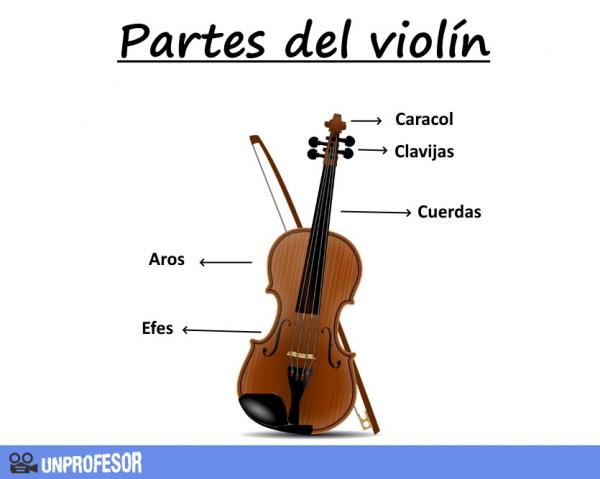 Partes del violín
Caracol
Clavijas
Cuerdas
Aros
Efes
UNPROFESOR